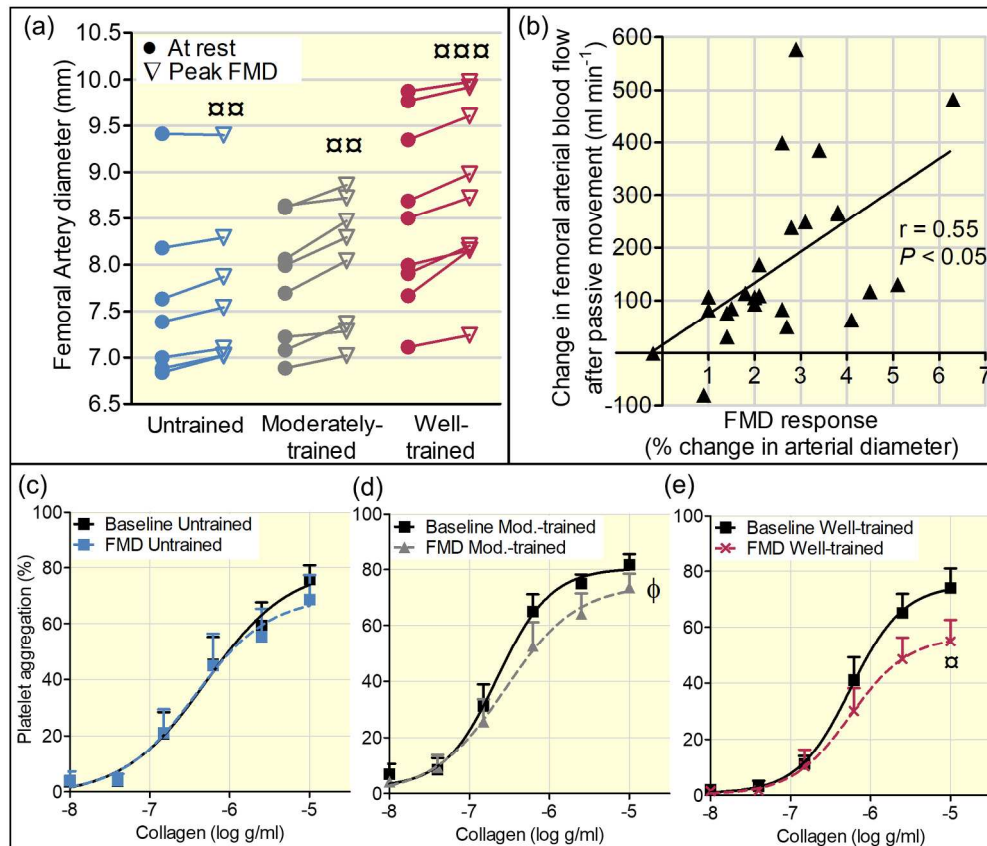 (a)
At rest
Peak FMD
¤¤
¤¤
¤¤¤
Femoral Artery diameter (mm)
10.5
10.0
9.5
9.0
8.5
8.0
7.5
7.0
6.5
Untrained
Moderately-
trained
Well-
trained
(b)
Change in femoral arterial blood flow
after passive movement (ml min⁻¹)
600
500
400
300
200
100
-100
1 2 3 4 5 6 7
r = 0.55
P < 0.05
FMD response
(% change in arterial diameter)
(c)
Baseline Untrained
FMD Untrained
Platelet aggregation (%)
100
80
60
40
20
0
-8 -7 -6 -5
Collagen (log g/ml)
(d)
Baseline Mod.-trained
FMD Mod.-trained
ϕ
100
80
60
40
20
0
-8 -7 -6 -5
Collagen (log g/ml)
(e)
Baseline Well-trained
FMD Well-trained
¤
100
80
60
40
20
0
-8 -7 -6 -5
Collagen (log g/ml)